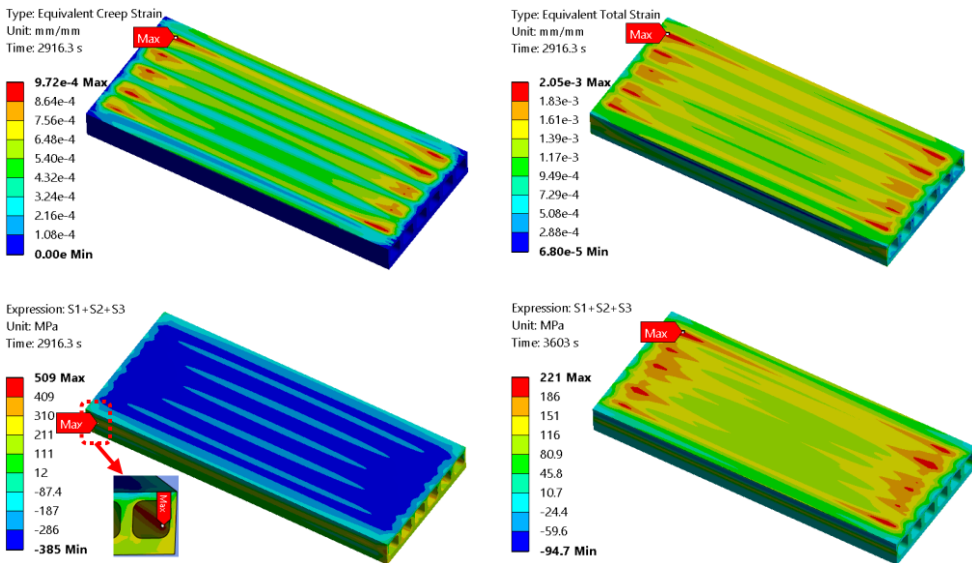 Type: Equivalent Creep Strain
Unit: mm/mm
Time: 2916.3 s
Max
9.72e-4 Max
8.64e-4
7.56e-4
6.48e-4
5.40e-4
4.32e-4
3.24e-4
2.16e-4
1.08e-4
0.00e Min
Type: Equivalent Total Strain
Unit: mm/mm
Time: 2916.3 s
Max
2.05e-3 Max
1.83e-3
1.61e-3
1.39e-3
1.17e-3
9.49e-4
7.29e-4
5.08e-4
2.88e-4
6.80e-5 Min
Expression: S1+S2+S3
Unit: MPa
Time: 2916.3 s
509 Max
409
310
211
111
12
-87.4
-187
-286
-385 Min
Max
Max
Expression: S1+S2+S3
Unit: MPa
Time: 3603 s
Max
221 Max
186
151
116
80.9
45.8
10.7
-24.4
-59.6
-94.7 Min